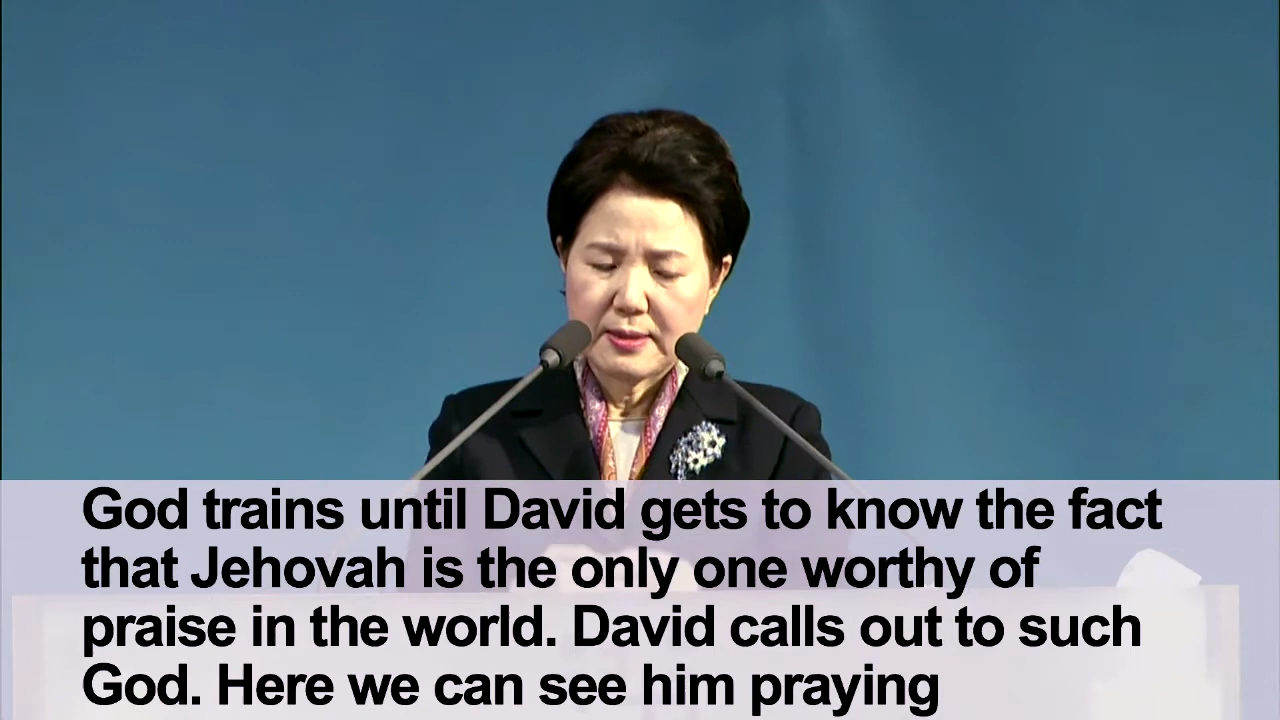 God trains until David gets to know the fact
that Jehovah is the only one worthy of
praise in the world. David calls out to such
God. Here we can see him praying